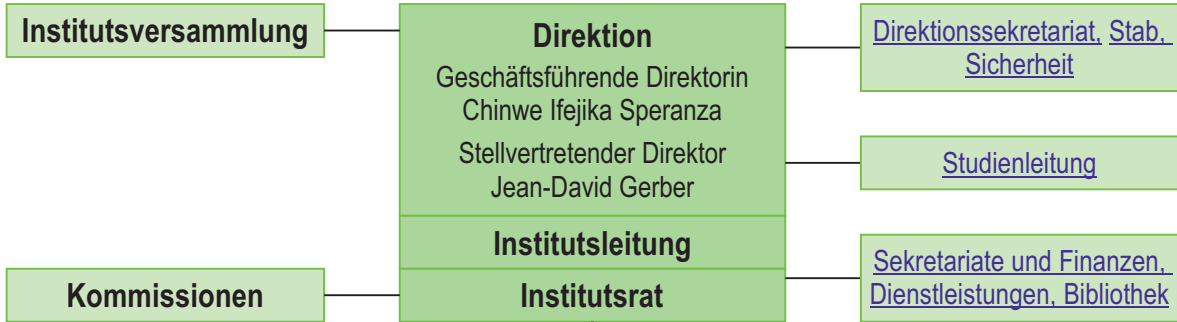 Institutsversammlung
Direktion
Geschäftsführende Direktorin
Chinwe Ifejika Speranza
Stellvertretender Direktor
Jean-David Gerber
Institutsleitung
Institutsrat
Kommissionen
Direktionssekretariat, Stab,
Sicherheit
Studienleitung
Sekretariate und Finanzen,
Dienstleistungen, Bibliothek